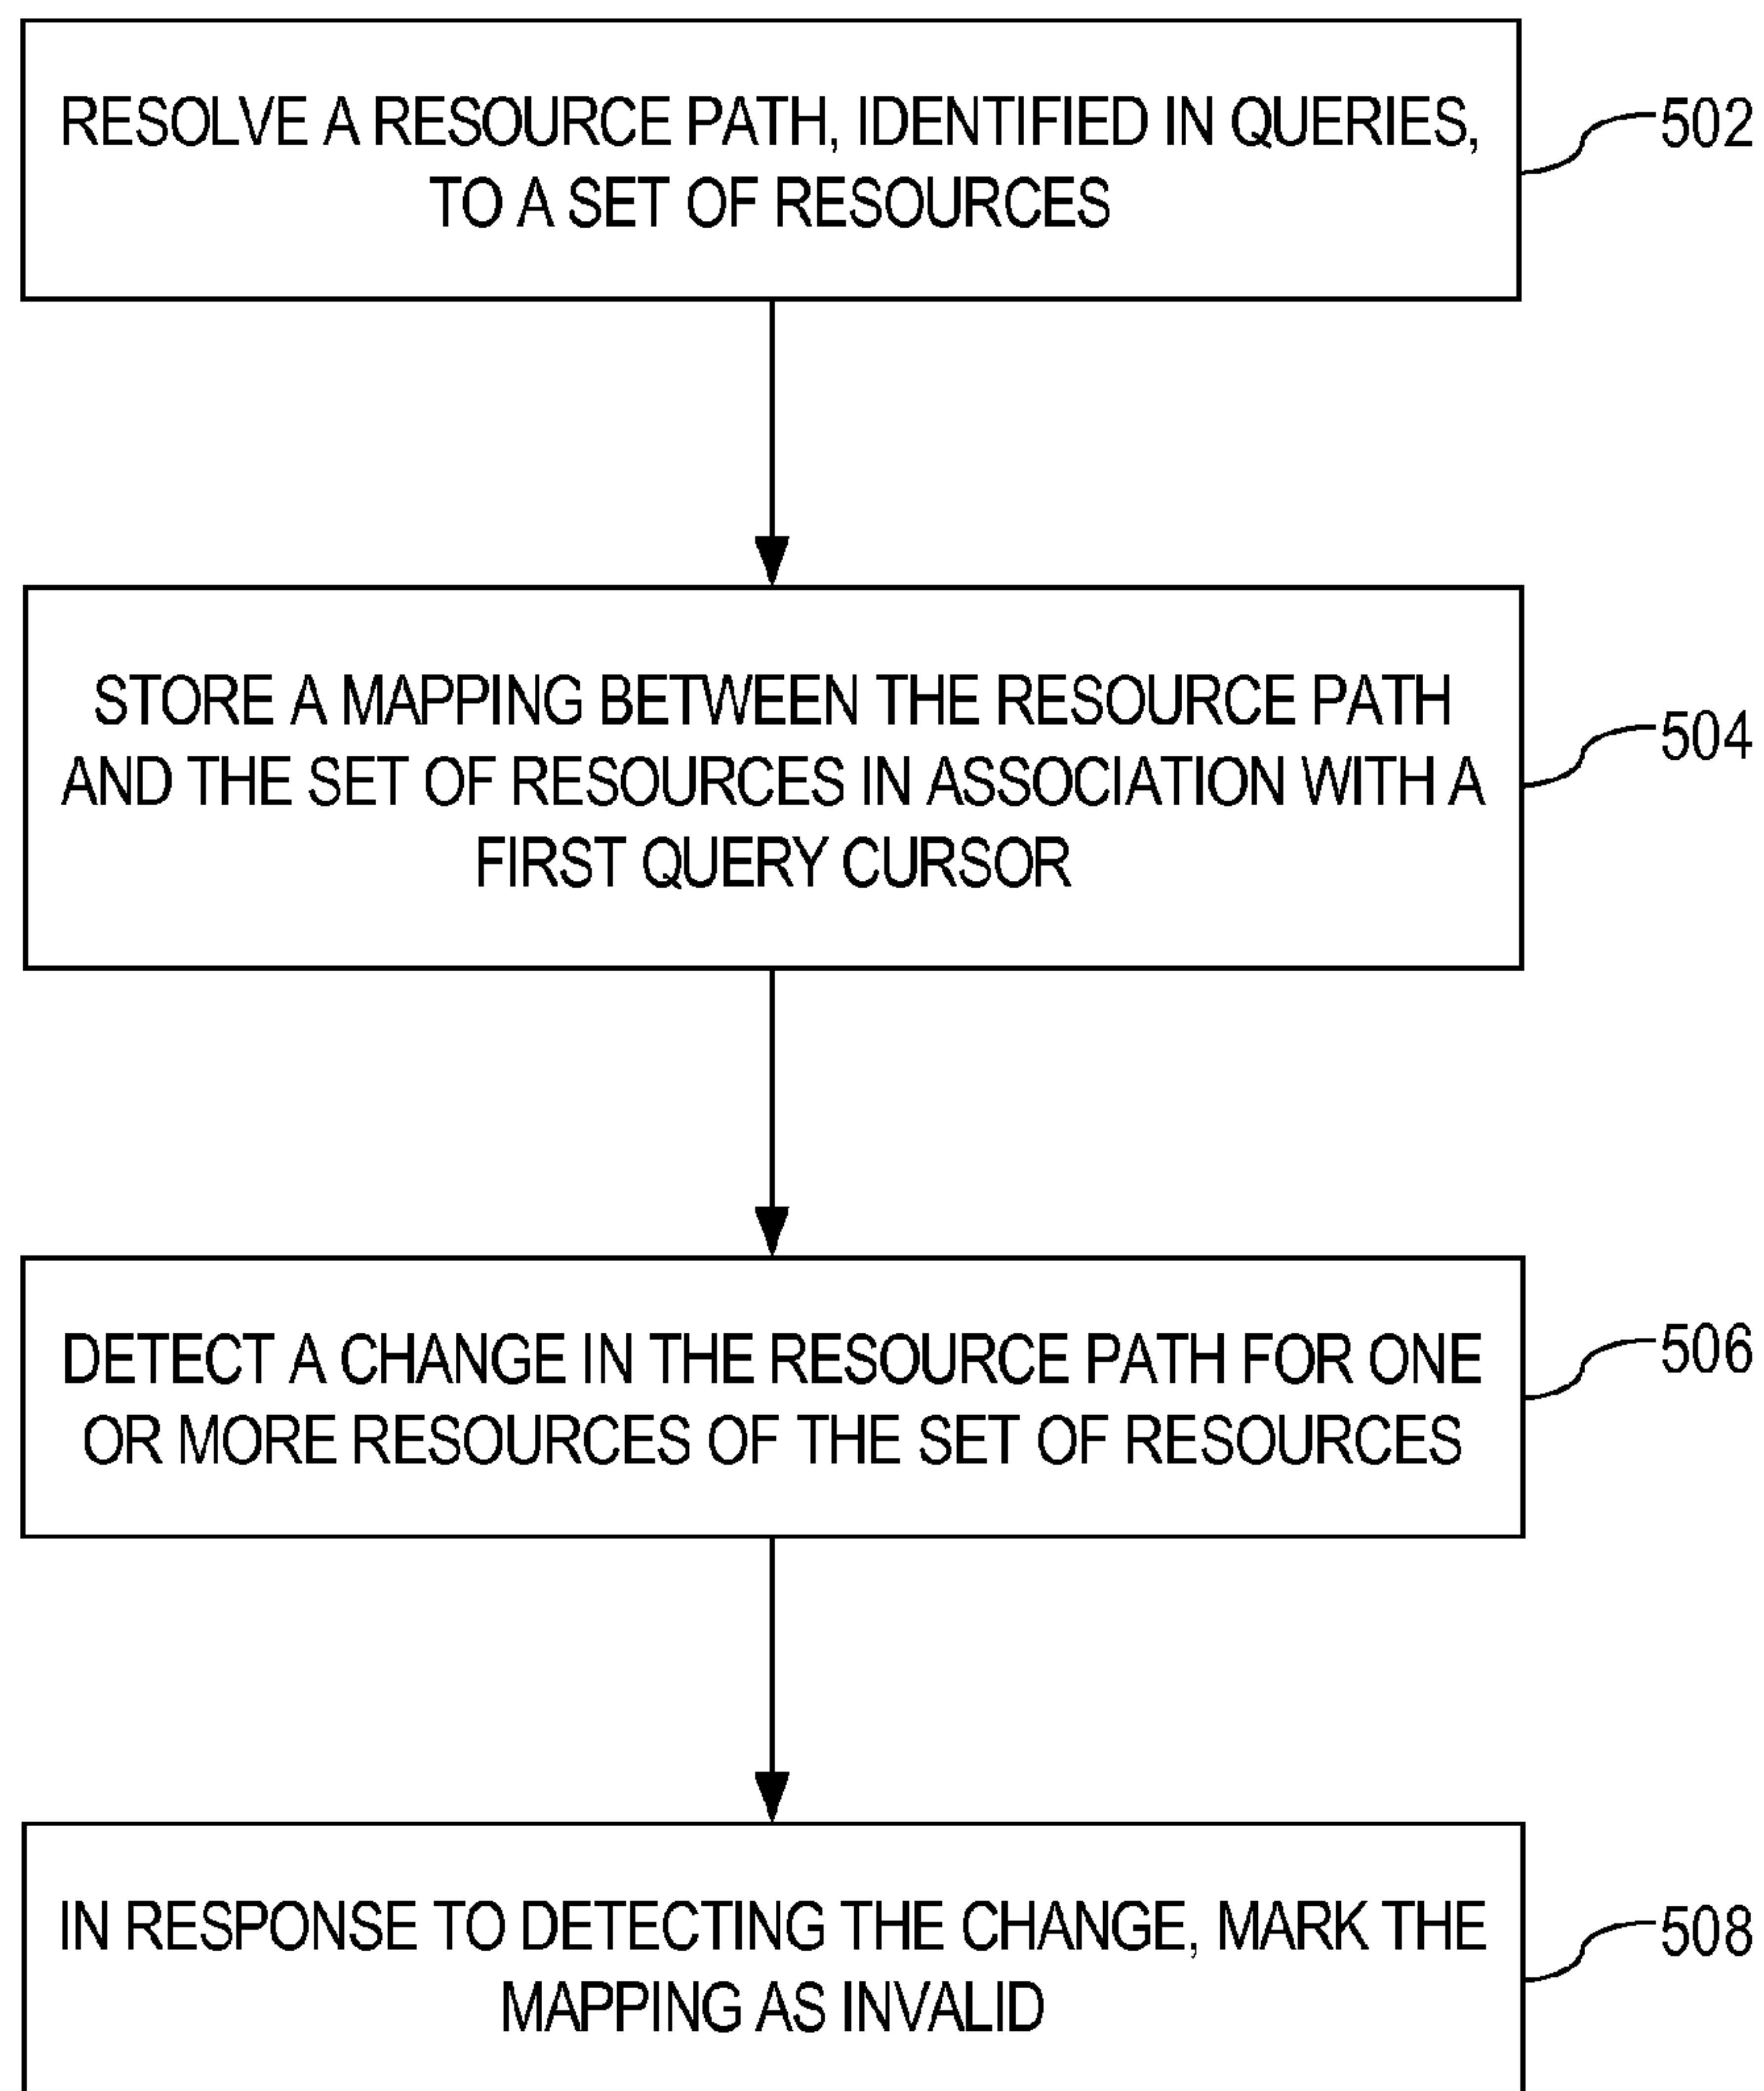 RESOLVE A RESOURCE PATH, IDENTIFIED IN QUERIES,
TO A SET OF RESOURCES
502
STORE A MAPPING BETWEEN THE RESOURCE PATH
AND THE SET OF RESOURCES IN ASSOCIATION WITH A
FIRST QUERY CURSOR
504
DETECT A CHANGE IN THE RESOURCE PATH FOR ONE
OR MORE RESOURCES OF THE SET OF RESOURCES
506
IN RESPONSE TO DETECTING THE CHANGE, MARK THE
MAPPING AS INVALID
508